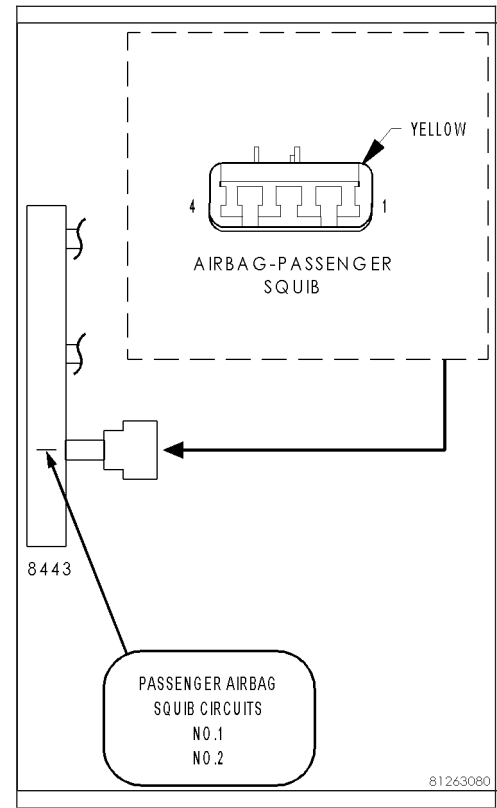 YELLOW
4
1
AIRBAG-PASSENGER
SQUIB
8443
PASSENGER AIRBAG
SQUIB CIRCUITS
NO.1
NO.2
81263080